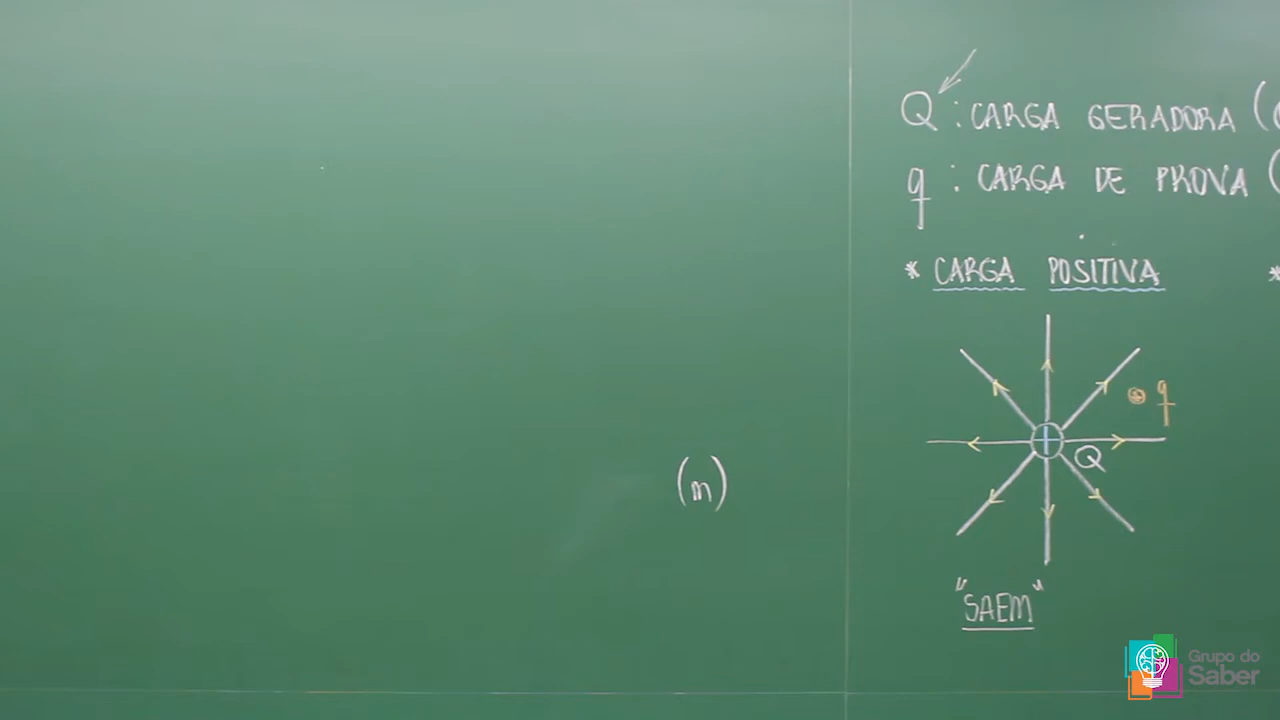 Q : CARGA GERADORA (
q : CARGA DE PROVA (
* CARGA POSITIVA
*
q
+
Q
(m)
"SAEM"
Grupo do
Saber